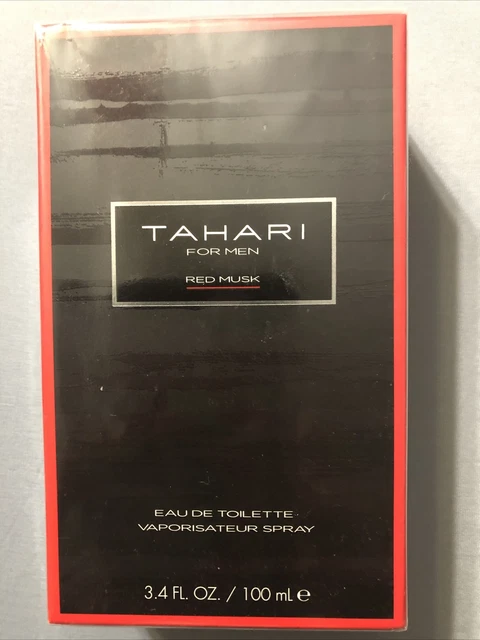 TAHARI
FOR MEN
RED MUSK
EAU DE TOILETTE
VAPORISATEUR SPRAY
3.4 FL. OZ. / 100 mL ℮